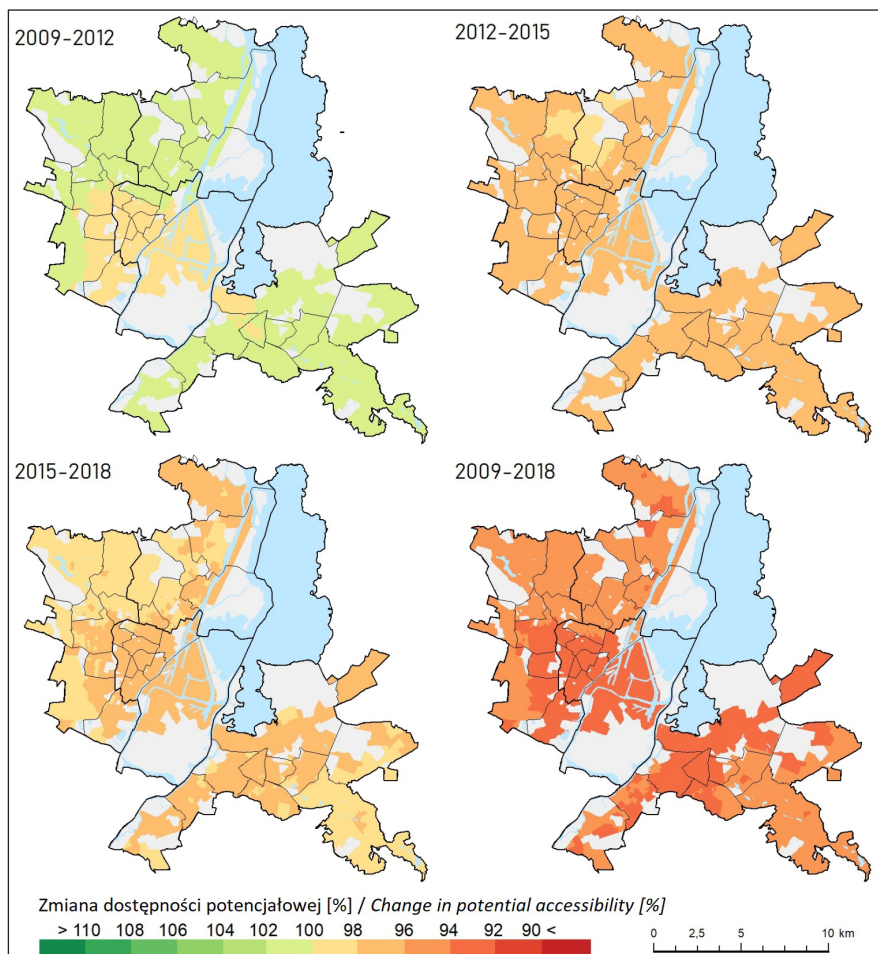 2009-2012
2012-2015
2015-2018
2009-2018
Zmiana dostępności potencjałowej [%] / Change in potential accessibility [%]
> 110 108 106 104 102 100 98 96 94 92 90 <
0 2,5 5 10 km